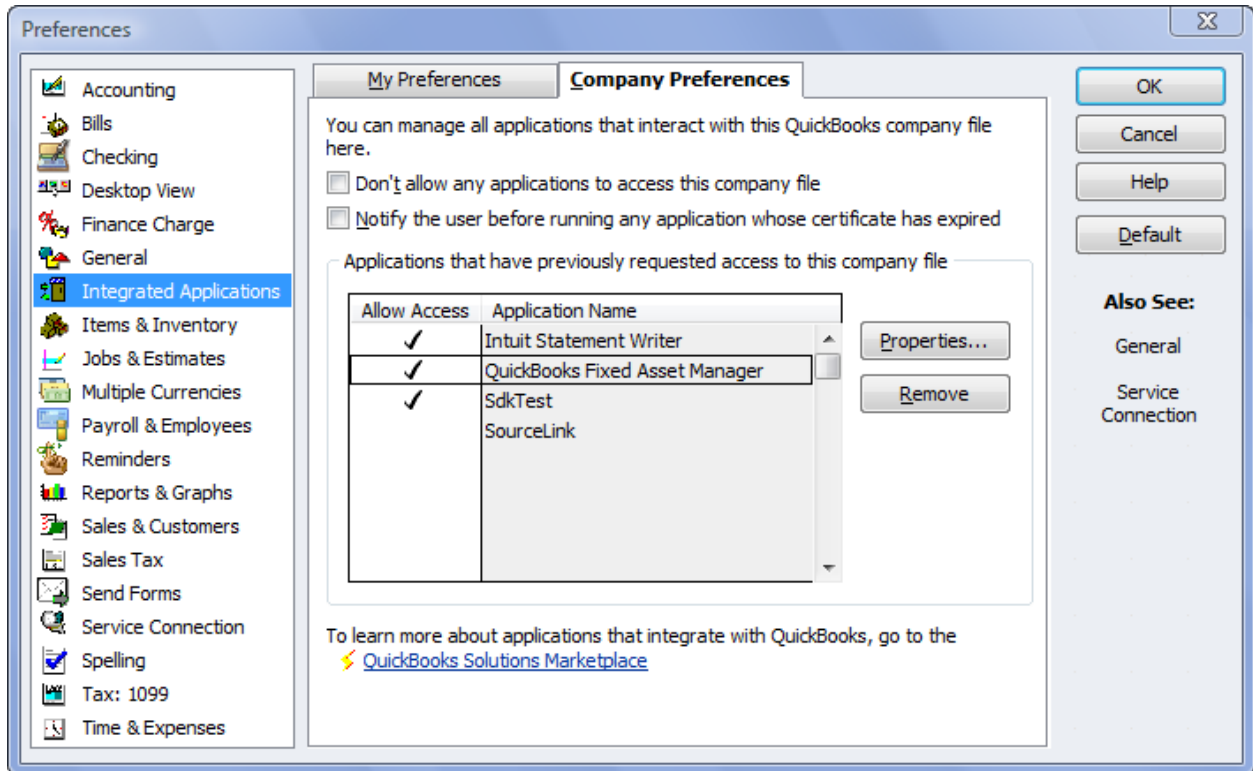 Preferences
Accounting
Bills
Checking
Desktop View
Finance Charge
General
Integrated Applications
Items & Inventory
Jobs & Estimates
Multiple Currencies
Payroll & Employees
Reminders
Reports & Graphs
Sales & Customers
Sales Tax
Send Forms
Service Connection
Spelling
Tax: 1099
Time & Expenses
My Preferences
Company Preferences
You can manage all applications that interact with this QuickBooks company file
here.
Don't allow any applications to access this company file
Notify the user before running any application whose certificate has expired
Applications that have previously requested access to this company file
Allow Access Application Name
Intuit Statement Writer
QuickBooks Fixed Asset Manager
SdkTest
SourceLink
Properties...
Remove
To learn more about applications that integrate with QuickBooks, go to the
QuickBooks Solutions Marketplace
OK
Cancel
Help
Default
Also See:
General
Service
Connection